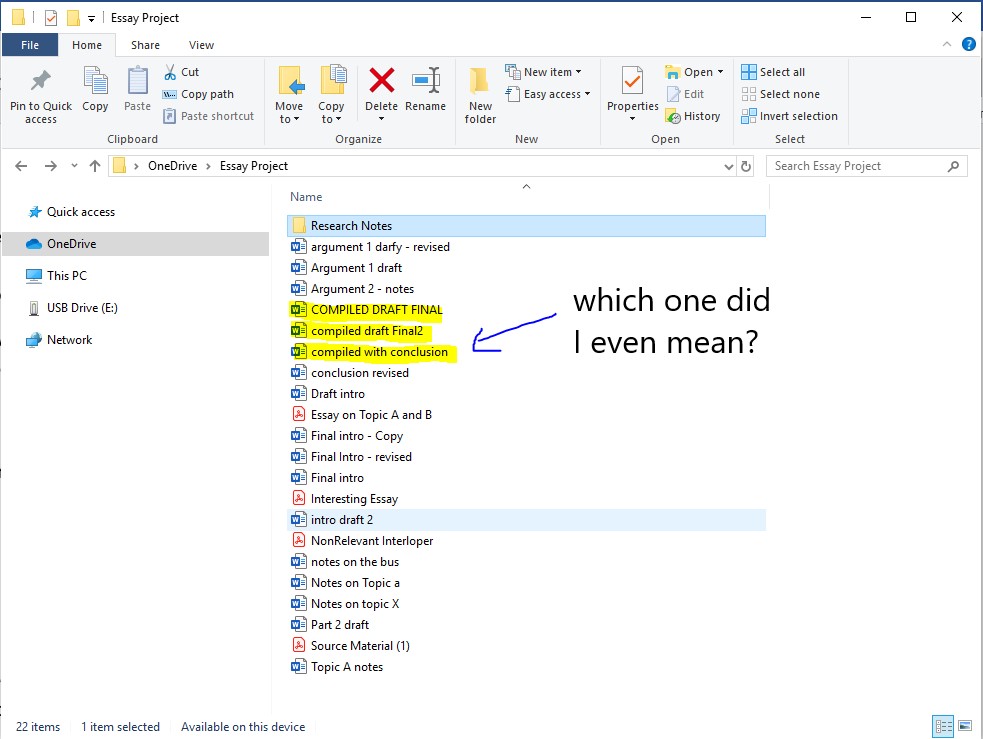 Essay Project
File Home Share View
Pin to Quick access
Copy
Paste
Cut
Copy path
Paste shortcut
Clipboard
Move to
Copy to
Delete
Rename
Organize
New folder
New item
Easy access
New
Properties
Open
Edit
History
Open
Select all
Select none
Invert selection
Select
OneDrive > Essay Project
Search Essay Project
Quick access
OneDrive
This PC
USB Drive (E:)
Network
Name
Research Notes
argument 1 darfy - revised
Argument 1 draft
Argument 2 - notes
COMPILED DRAFT FINAL
compiled draft Final2
compiled with conclusion
conclusion revised
Draft intro
Essay on Topic A and B
Final intro - Copy
Final Intro - revised
Final intro
Interesting Essay
intro draft 2
NonRelevant Interloper
notes on the bus
Notes on Topic a
Notes on topic X
Part 2 draft
Source Material (1)
Topic A notes
which one did
I even mean?
22 items 1 item selected Available on this device